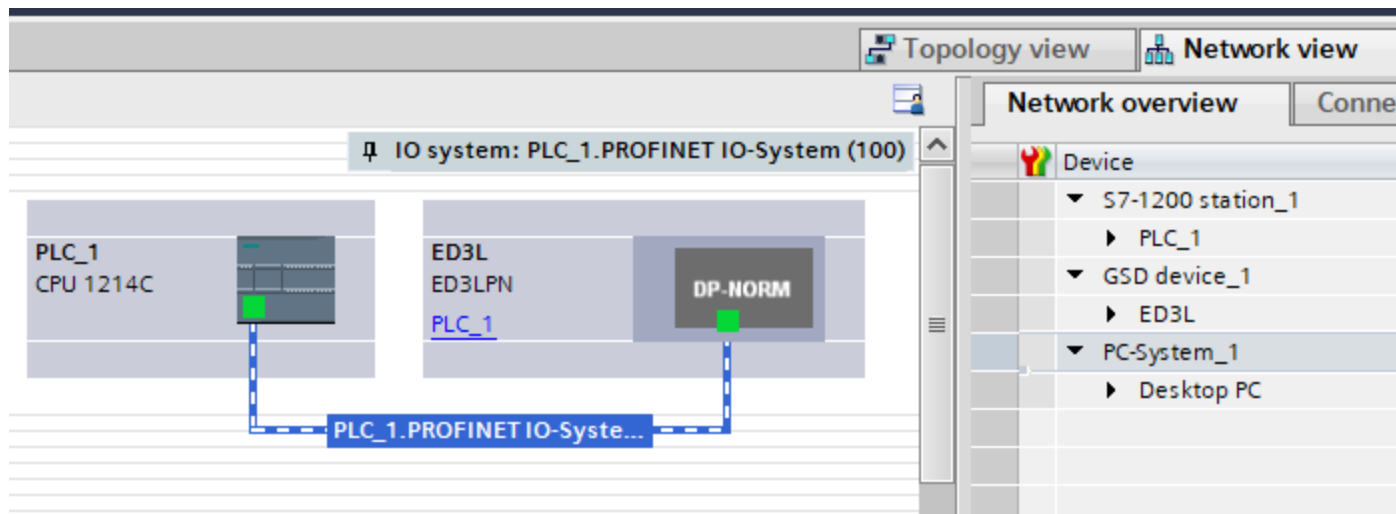 Topology view
Network view
Network overview
Conne
IO system: PLC_1.PROFINET IO-System (100)
Device
S7-1200 station_1
PLC_1
GSD device_1
ED3L
PC-System_1
Desktop PC
PLC_1
CPU 1214C
ED3L
ED3LPN
PLC_1
DP-NORM
PLC_1.PROFINET IO-Syste...